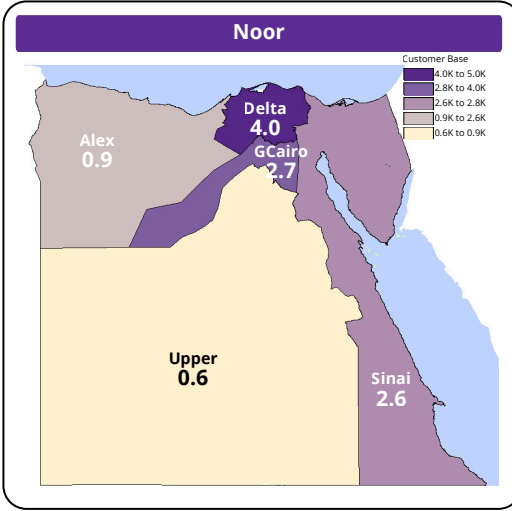 Noor
Customer Base
4.0K to 5.0K
2.8K to 4.0K
2.6K to 2.8K
0.9K to 2.6K
0.6K to 0.9K
Delta
4.0
Alex
0.9
GCairo
2.7
Upper
0.6
Sinai
2.6